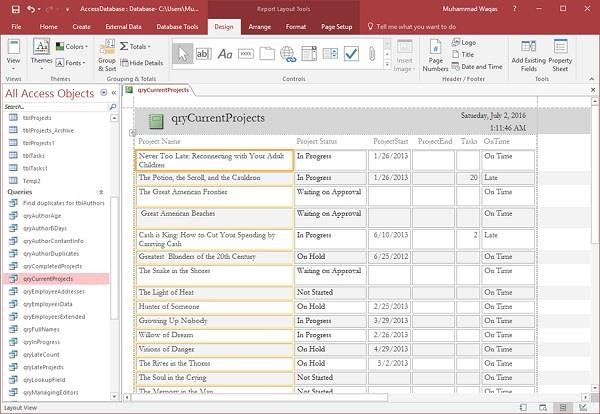 AccessDatabase : Database- C:\Users\Mu...
Report Layout Tools
Muhammad Waqas
File
Home
Create
External Data
Database Tools
Design
Arrange
Format
Page Setup
Tell me...
View
Themes
Colors
Fonts
Group & Sort
Totals
Hide Details
Aa
ab|
Aa
XXXX
Insert Image
Page Numbers
Logo
Title
Date and Time
Add Existing Fields
Property Sheet
Views
Themes
Grouping & Totals
Controls
Header / Footer
Tools
All Access Objects
Search...
tblProjects
tblProjects_Archive
tblProjects1
tblTasks
tblTasks1
Temp2
Queries
Find duplicates for tblAuthors
qryAuthorAge
qryAuthorBDays
qryAuthorContantInfo
qryAuthorDuplicates
qryCompletedProjects
qryCurrentProjects
qryEmployeeAddresses
qryEmployeesData
qryEmployeesExtended
qryFullNames
qryInProgress
qryLateCount
qryLateProjects
qryLookupField
qryManagingEditors
qryCurrentProjects
qryCurrentProjects
Saturday, July 2, 2016
1:11:46 AM
Project Name Project Status ProjectStart ProjectEnd Tasks OnTime
Never Too Late: Reconnecting with Your Adult Children In Progress 1/26/2013 On Time
The Potion, the Scroll, and the Cauldron In Progress 1/26/2013 20 Late
The Great American Frontier Waiting on Approval On Time
Great American Beaches Waiting on Approval On Time
Cash is King: How to Cut Your Spending by Carrying Cash In Progress 6/10/2013 2 Late
Greatest Blunders of the 20th Century On Hold 6/25/2012 On Time
The Snake in the Shores Waiting on Approval On Time
The Light of Heat Not Started On Time
Hunter of Someone On Hold 2/25/2013 On Time
Growing Up Nobody In Progress 3/29/2013 On Time
Willow of Dream In Progress 2/26/2013 On Time
Visions of Danger On Hold 4/29/2013 On Time
The River in the Thorns On Hold 5/2/2013 On Time
The Soul in the Crying Not Started On Time
The Memory in the Man Not Started On Time
Layout View